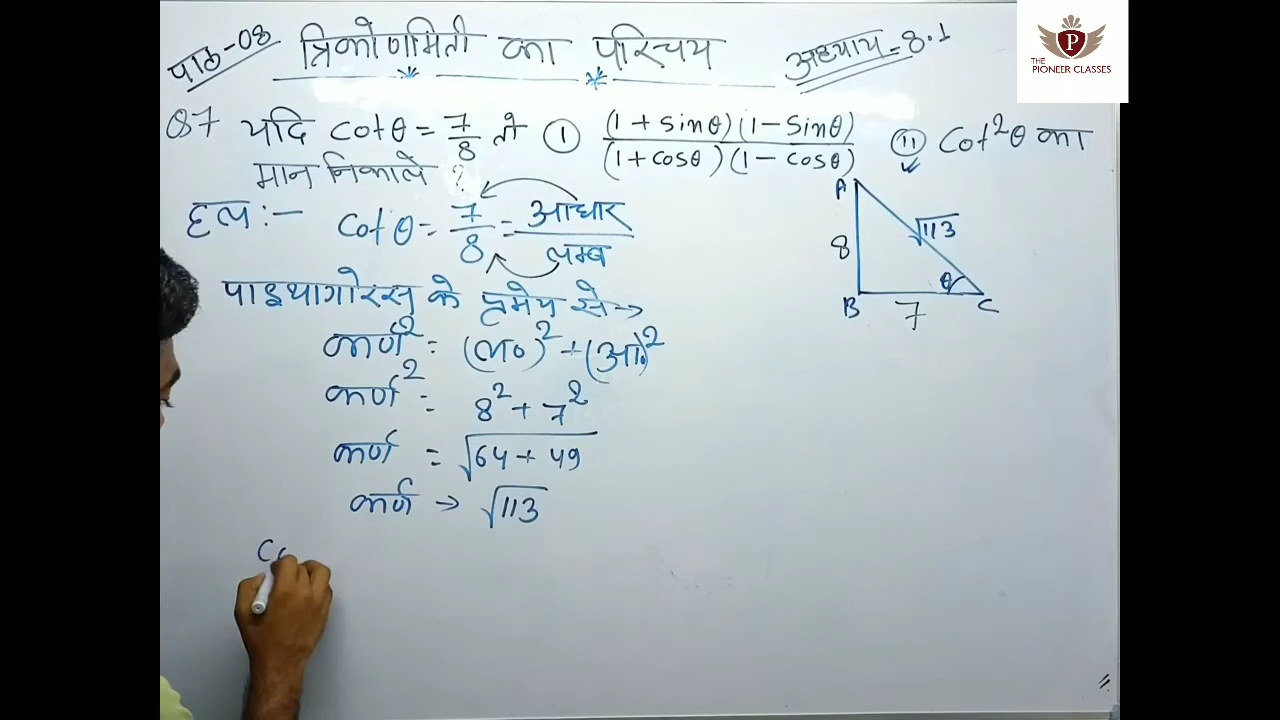 पाठ-08 त्रिकोणमिती का परिचय अध्याय-8.1
THE PIONEER CLASSES
P
Q7 यदि Cotθ = 7/8 तो ① (1+sinθ)(1-sinθ)/(1+cosθ)(1-cosθ) ⑪ Cot²θ का
मान निकाले ?
हल :- Cotθ = 7/8 = आधार/लम्ब
पाइथागोरस के प्रमेय से →
कर्ण² = (ल०)² + (आ०)²
कर्ण² = 8² + 7²
कर्ण = √64 + 49
कर्ण → √113
A
8
√113
θ
B 7 C